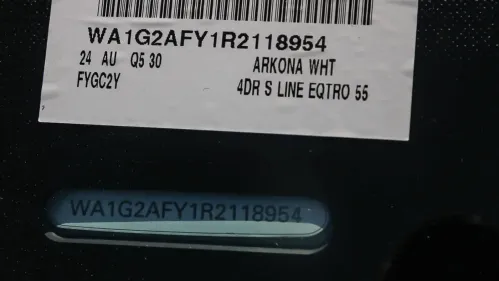 WA1G2AFY1R2118954
24 AU Q5 30 ARKONA WHT
FYGC2Y 4DR S LINE EQTRO 55
WA1G2AFY1R2118954